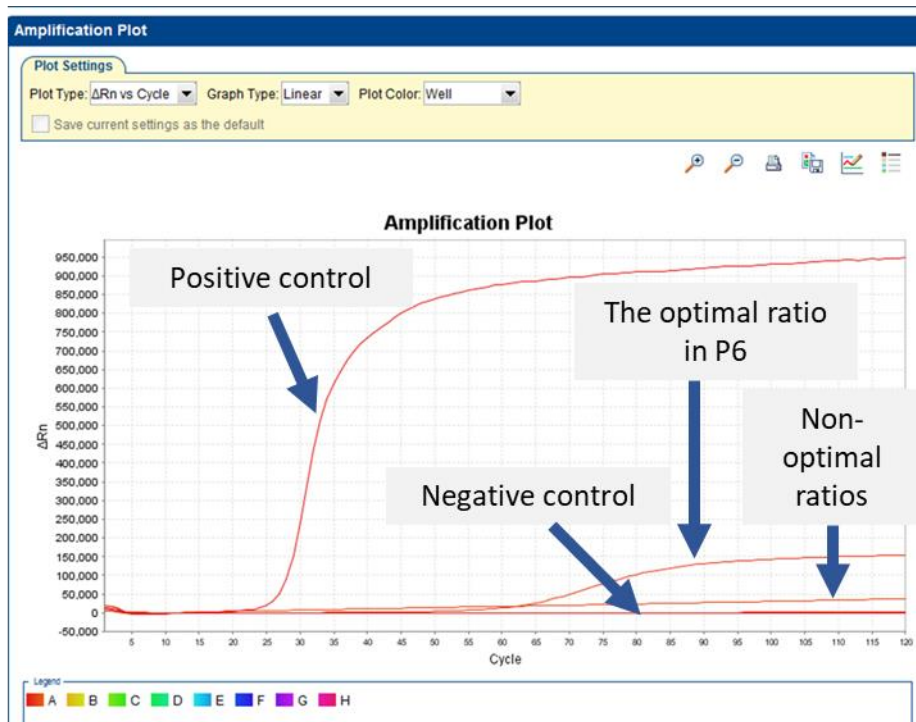 Amplification Plot
Plot Settings
Plot Type: ΔRn vs Cycle Graph Type: Linear Plot Color: Well
Save current settings as the default
Amplification Plot
950,000
900,000
850,000
800,000
750,000
700,000
650,000
600,000
550,000
500,000
450,000
400,000
350,000
300,000
250,000
200,000
150,000
100,000
50,000
0
-50,000
ΔRn
Positive control
The optimal ratio
in P6
Non-
optimal
ratios
Negative control
5 10 15 20 25 30 35 40 45 50 55 60 65 70 75 80 85 90 95 100 105 110 115 120
Cycle
Legend
A B C D E F G H